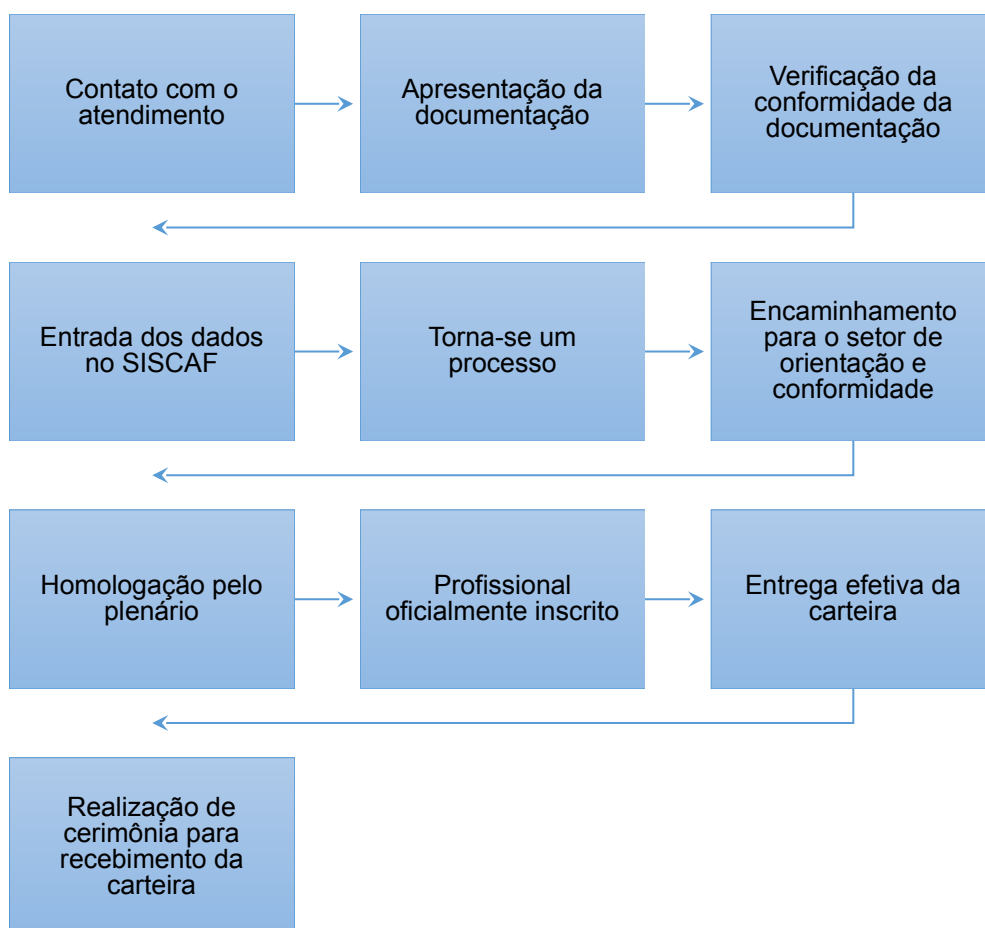 Contato com o
atendimento
Apresentação da
documentação
Verificação da
conformidade da
documentação
Entrada dos dados
no SISCAF
Torna-se um
processo
Encaminhamento
para o setor de
orientação e
conformidade
Homologação pelo
plenário
Profissional
oficialmente inscrito
Entrega efetiva da
carteira
Realização de
cerimônia para
recebimento da
carteira